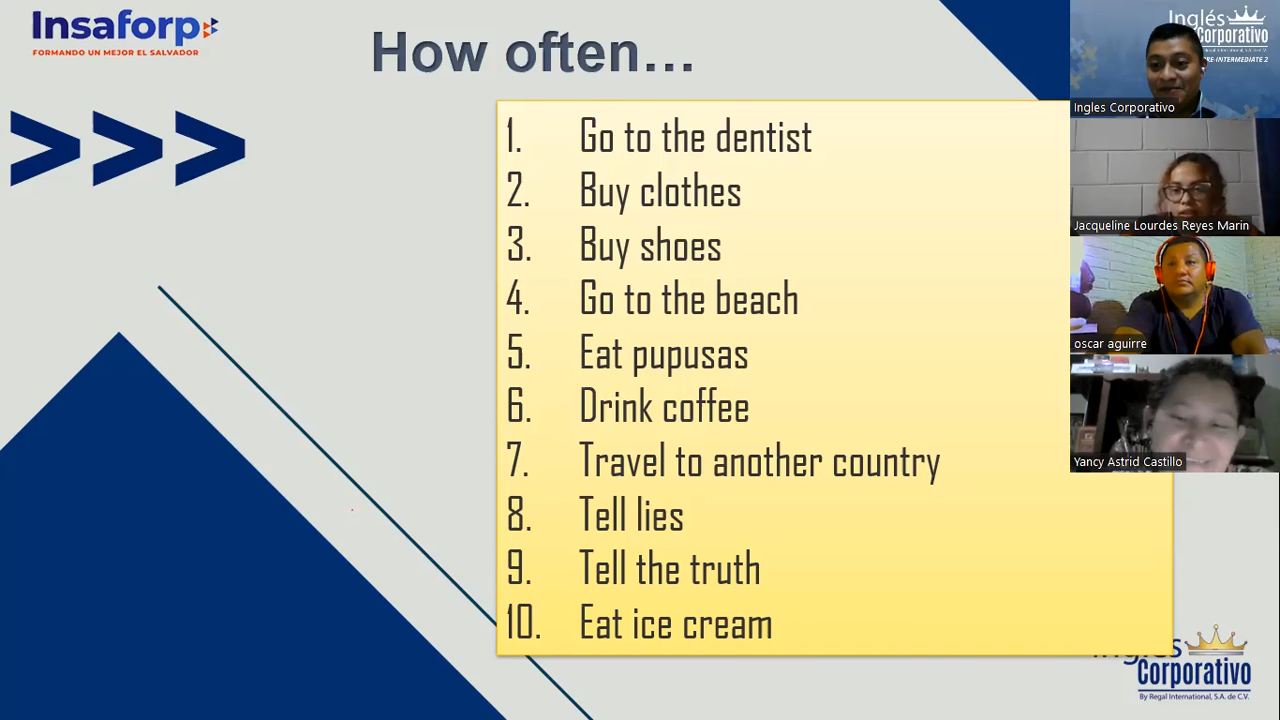 Insaforp
FORMANDO UN MEJOR EL SALVADOR
>>>
How often...
1. Go to the dentist
2. Buy clothes
3. Buy shoes
4. Go to the beach
5. Eat pupusas
6. Drink coffee
7. Travel to another country
8. Tell lies
9. Tell the truth
10. Eat ice cream
Inglés
Corporativo
PRE-INTERMEDIATE 2
Ingles Corporativo
Jacqueline Lourdes Reyes Marin
oscar aguirre
Yancy Astrid Castillo
Inglés
Corporativo
By Regal International, S.A. de C.V.